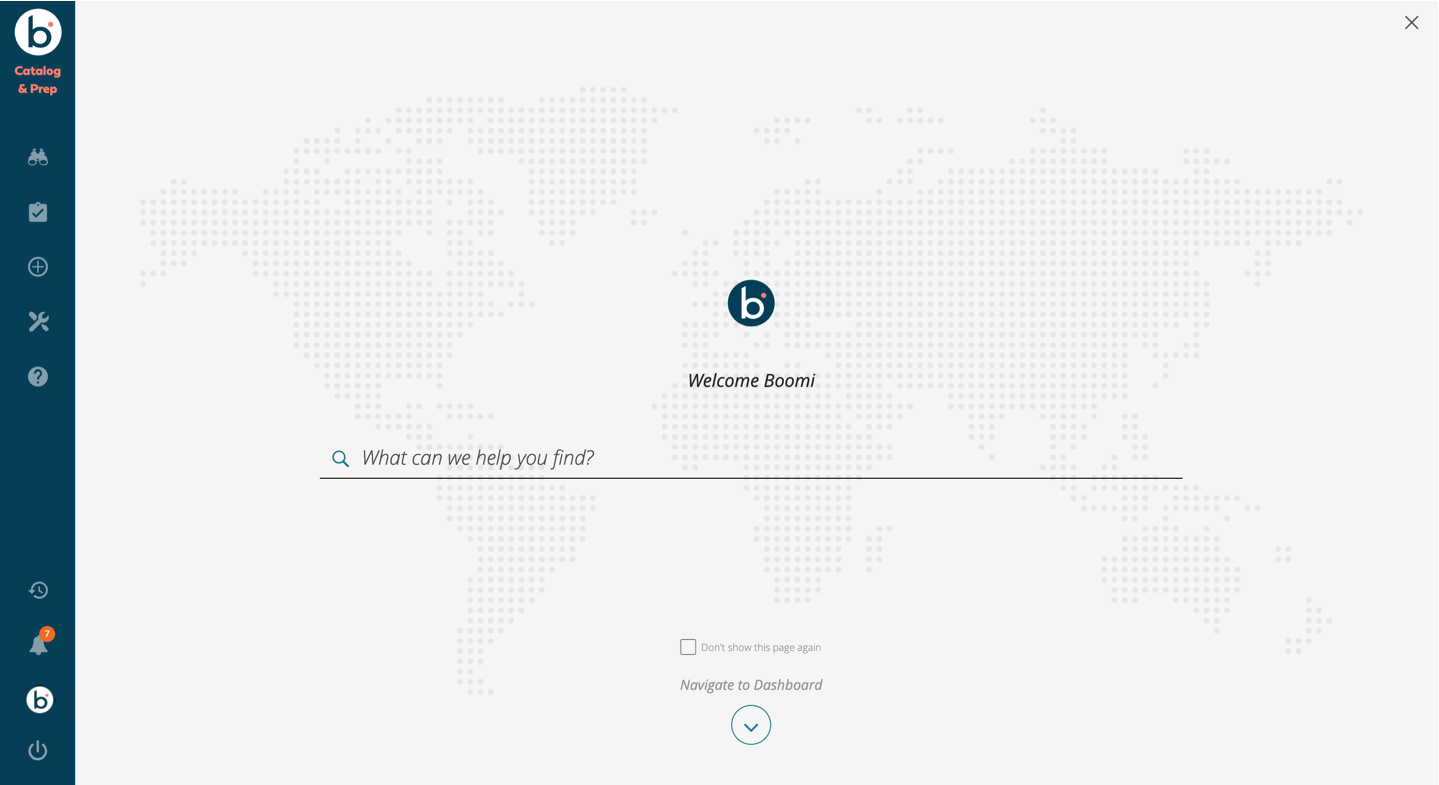 b
Catalog
& Prep
7
b
b
Welcome Boomi
What can we help you find?
Don't show this page again
Navigate to Dashboard